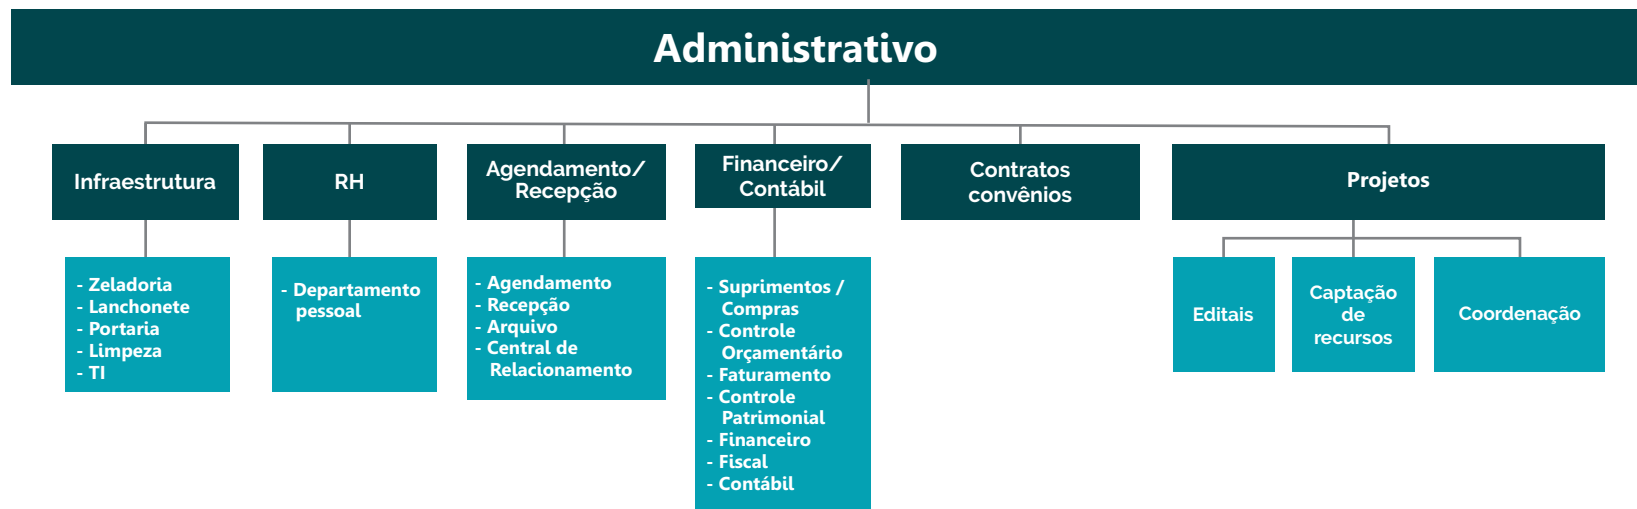 Administrativo
Infraestrutura
RH
Agendamento/
Recepção
Financeiro/
Contábil
Contratos
convênios
Projetos
- Zeladoria
- Lanchonete
- Portaria
- Limpeza
- TI
- Departamento
pessoal
- Agendamento
- Recepção
- Arquivo
- Central de
Relacionamento
- Suprimentos /
Compras
- Controle
Orçamentário
- Faturamento
- Controle
Patrimonial
- Financeiro
- Fiscal
- Contábil
Editais
Captação
de
recursos
Coordenação